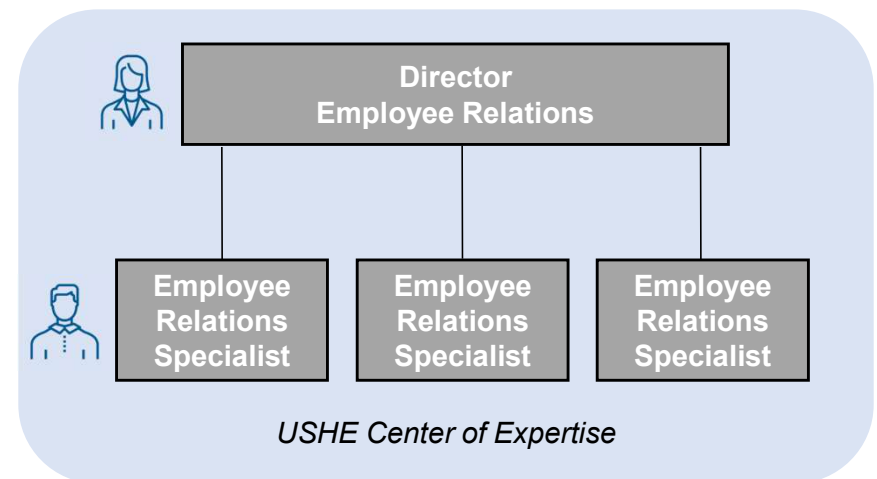 Director
Employee Relations
Employee
Relations
Specialist
Employee
Relations
Specialist
Employee
Relations
Specialist
USHE Center of Expertise